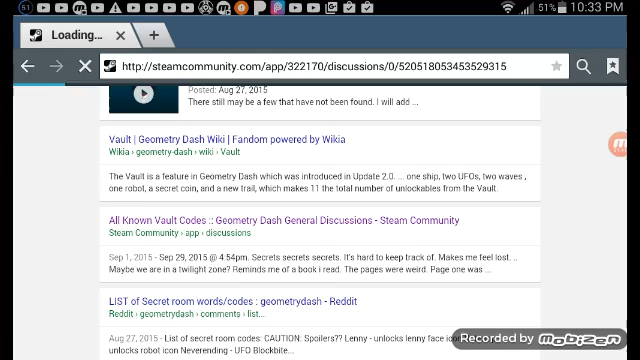 51% 10:33 PM
Loading...
http://steamcommunity.com/app/322170/discussions/0/520518053453529315
Posted: Aug 27, 2015
There still may be a few that have not been found. I will add ...
Vault | Geometry Dash Wiki | Fandom powered by Wikia
Wikia › geometry-dash › wiki › Vault
The Vault is a feature in Geometry Dash which was introduced in Update 2.0. ... one ship, two UFOs, two waves ,
one robot, a secret coin, and a new trail, which makes 11 the total number of unlockables from the Vault.
All Known Vault Codes :: Geometry Dash General Discussions - Steam Community
Steam Community › app › discussions
Sep 1, 2015 - Sep 29, 2015 @ 4:54pm. Secrets secrets secrets. It's hard to keep track of. Makes me feel lost. ..
Maybe we are in a twilight zone? Reminds me of a book i read. The pages were weird. Page one was ...
LIST of Secret room words/codes : geometrydash - Reddit
Reddit › geometrydash › comments › list...
Aug 27, 2015 - List of secret room codes: CAUTION: Spoilers?? Lenny - unlocks lenny face icon
unlocks robot icon Neverending - UFO Blockbite...
Recorded by MOBIZEN